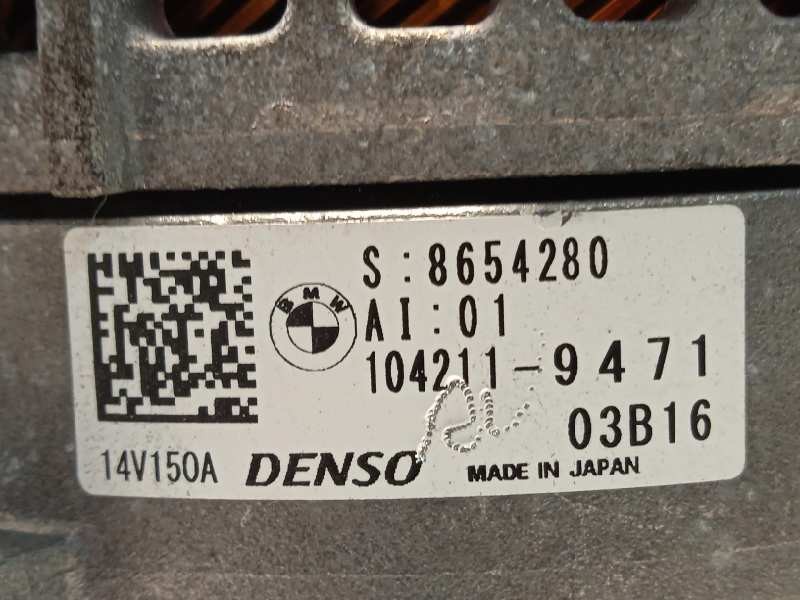 S:8654280
BMW
AI:01
104211-9471
03B16
14V150A DENSO MADE IN JAPAN